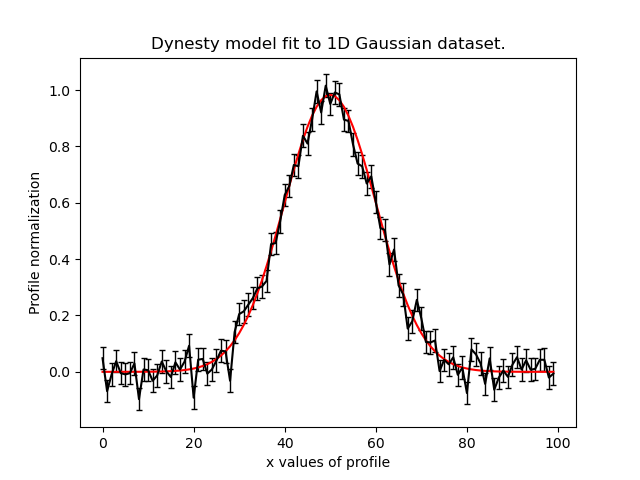 Dynesty model fit to 1D Gaussian dataset.
1.0
0.8
0.6
0.4
0.2
0.0
Profile normalization
0 20 40 60 80 100
x values of profile